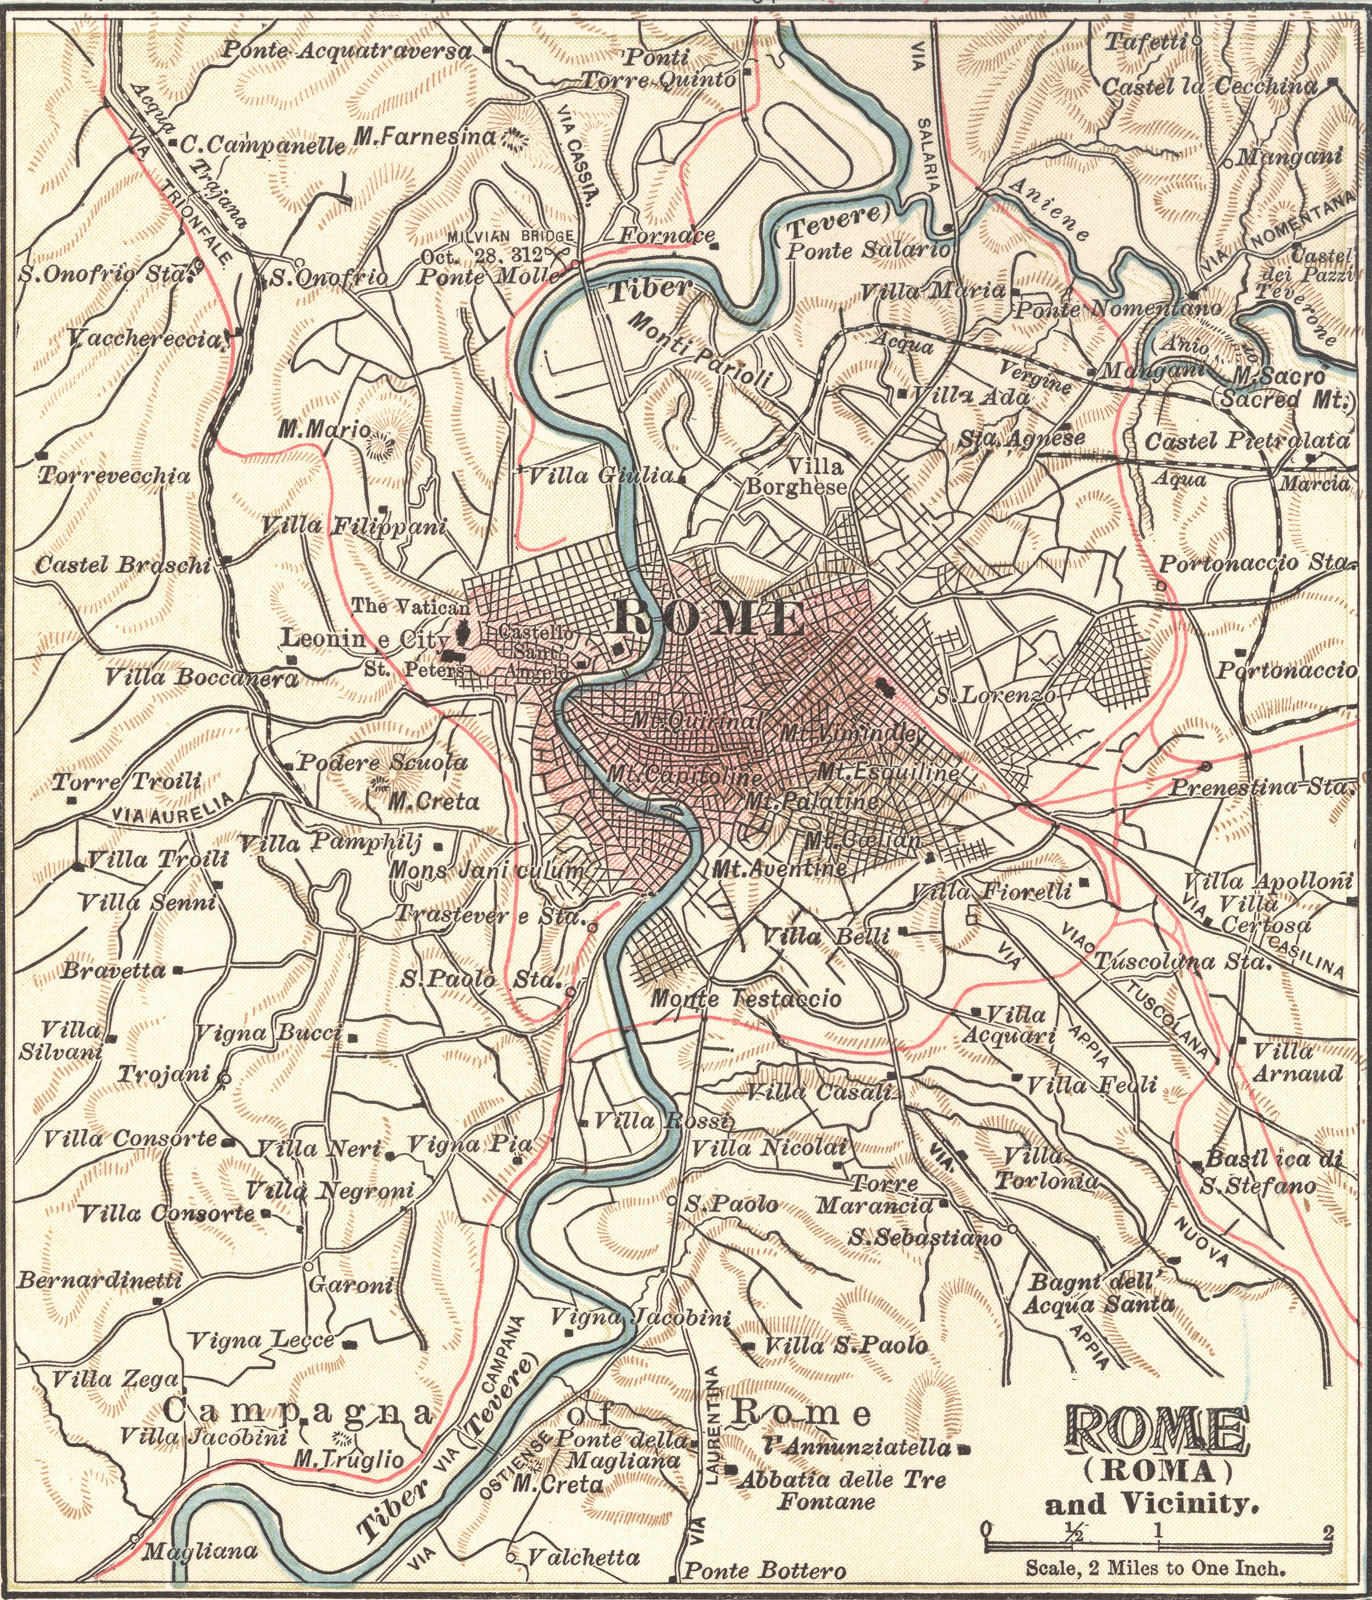 Ponte Acquatraversa
Ponti
Torre Quinto
VIA
SALARIA
Tafetti
Castel la Cecchina
Acqua
Trajana
C. Campanelle
M. Farnesina
VIA CASSIA.
Mangani
VIA
TRIONFALE.
Aniene
VIA NOMENTANA
MILVIAN BRIDGE
Oct. 28. 312
Ponte Molle
Fornace
(Tevere)
Ponte Salario
Castel
dei Pazzi
Teverone
S. Onofrio Sta.
S. Onofrio
Tiber
Villa Maria
Ponte Nomentano
Vacchereccia
Monti Parioli
Acqua
Vergine
Anio
Mangani
M. Sacro
(Sacred Mt.)
Villa Ada
M. Mario
Sta. Agnese
Castel Pietralata
Torrevecchia
Villa Giulia
Villa
Borghese
Aqua
Marcia
Villa Filippani
Castel Braschi
Portonaccio Sta.
The Vatican
ROME
Leonine City
Castello
Sant
Angelo
St. Peters
Villa Boccanera
Portonaccio
S. Lorenzo
Mt. Quirinal
Mt. Viminalley
Podere Scuola
Mt. Capitoline
Mt. Esquiline
Torre Troili
M. Creta
Mt. Palatine
Prenestina Sta.
VIA AURELIA
Villa Pamphilj
Mt. Cœlian
Villa Troili
Mons Janiculum
Mt. Aventine
Villa Senni
Villa Fiorelli
Villa Apolloni
Trastevere Sta.
Villa
Certosa
VIA
CASILINA
Villa Belli
VIA
VIA
TUSCOLANA
Bravetta
S. Paolo Sta.
Tuscolana Sta.
Monte Testaccio
Villa
Silvani
Vigna Bucci
Villa
Acquari
APPIA
Villa
Arnaud
Trojani
Villa Casali
Villa Feoli
Villa Consorte
Villa Neri
Vigna Pia
Villa Rossi
Villa Nicolai
VIA
Villa
Torlonia
Basilica di
S. Stefano
Villa Negroni
Torre
Marancia
Villa Consorte
S. Paolo
S. Sebastiano
NUOVA
Bernardinetti
Garoni
Bagni dell'
Acqua Santa
Vigna Jacobini
APPIA
Vigna Lecce
Villa S. Paolo
Villa Zega
CAMPANA
VIA
Campagna of Rome
Villa Jacobini
M. Truglio
Tiber (Tevere)
OSTIENSE
VIA
Ponte della
Magliana
M. Creta
LAURENTINA
VIA
l'Annunziatella
Abbatia delle Tre
Fontane
Magliana
Valchetta
Ponte Bottero
ROME
(ROMA)
and Vicinity.
0 ½ 1 2
Scale, 2 Miles to One Inch.